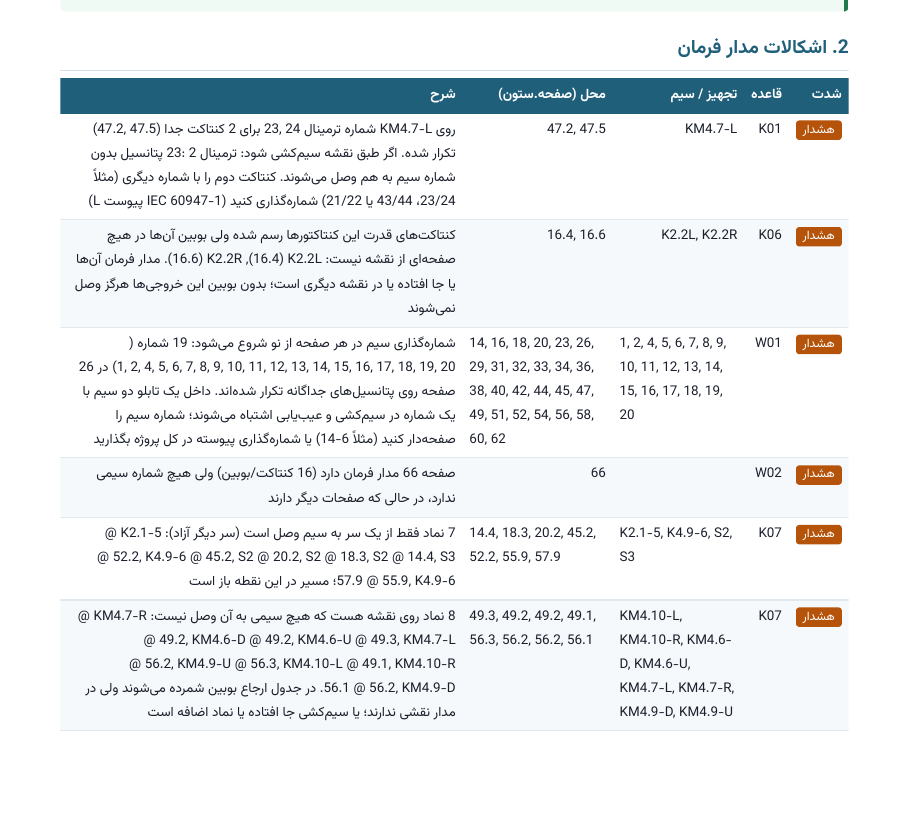 2. اشکالات مدار فرمان
شدت قاعده تجهیز / سیم محل (صفحه.ستون) شرح
هشدار K01 KM4.7-L 47.2, 47.5 روی KM4.7-L شماره ترمینال 24 ,23 برای 2 کنتاکت جدا (47.5 ,47.2)
تکرار شده. اگر طبق نقشه سیم‌کشی شود: ترمینال 2 :23 پتانسیل بدون
شماره سیم به هم وصل می‌شوند. کنتاکت دوم را با شماره دیگری (مثلاً
23/24، 43/44 یا 21/22) شماره‌گذاری کنید (IEC 60947-1 پیوست L)
هشدار K06 K2.2L, K2.2R 16.4, 16.6 کنتاکت‌های قدرت این کنتاکتورها رسم شده ولی بوبین آن‌ها در هیچ
صفحه‌ای از نقشه نیست: K2.2L (16.4), K2.2R (16.6). مدار فرمان آن‌ها
یا جا افتاده یا در نقشه دیگری است؛ بدون بوبین این خروجی‌ها هرگز وصل
نمی‌شوند
هشدار W01 1, 2, 4, 5, 6, 7, 8, 9, 14, 16, 18, 20, 23, 26, شماره‌گذاری سیم در هر صفحه از نو شروع می‌شود: 19 شماره (
10, 11, 12, 13, 14, 29, 31, 32, 33, 34, 36, 1, 2, 4, 5, 6, 7, 8, 9, 10, 11, 12, 13, 14, 15, 16, 17, 18, 19, 20) در 26
15, 16, 17, 18, 19, 38, 40, 42, 44, 45, 47, صفحه روی پتانسیل‌های جداگانه تکرار شده‌اند. داخل یک تابلو دو سیم با
20 49, 51, 52, 54, 56, 58, یک شماره در سیم‌کشی و عیب‌یابی اشتباه می‌شوند؛ شماره سیم را
60, 62 صفحه‌دار کنید (مثلاً 6-14) یا شماره‌گذاری پیوسته در کل پروژه بگذارید
هشدار W02 66 صفحه 66 مدار فرمان دارد (16 کنتاکت/بوبین) ولی هیچ شماره سیمی
ندارد، در حالی که صفحات دیگر دارند
هشدار K07 K2.1-5, K4.9-6, S2, 14.4, 18.3, 20.2, 45.2, 7 نماد فقط از یک سر به سیم وصل است (سر دیگر آزاد): K2.1-5 @
S3 52.2, 55.9, 57.9 52.2, K4.9-6 @ 45.2, S2 @ 20.2, S2 @ 18.3, S2 @ 14.4, S3 @
55.9, K4.9-6 @ 57.9؛ مسیر در این نقطه باز است
هشدار K07 KM4.10-L, 49.3, 49.2, 49.2, 49.1, 8 نماد روی نقشه هست که هیچ سیمی به آن وصل نیست: KM4.7-R @
KM4.10-R, KM4.6- 56.3, 56.2, 56.2, 56.1 49.2, KM4.6-D @ 49.2, KM4.6-U @ 49.3, KM4.7-L @
D, KM4.6-U, 56.2, KM4.9-U @ 56.3, KM4.10-L @ 49.1, KM4.10-R @
KM4.7-L, KM4.7-R, 56.1 @ 56.2, KM4.9-D. در جدول ارجاع بوبین شمرده می‌شوند ولی در
KM4.9-D, KM4.9-U مدار نقشی ندارند؛ یا سیم‌کشی جا افتاده یا نماد اضافه است